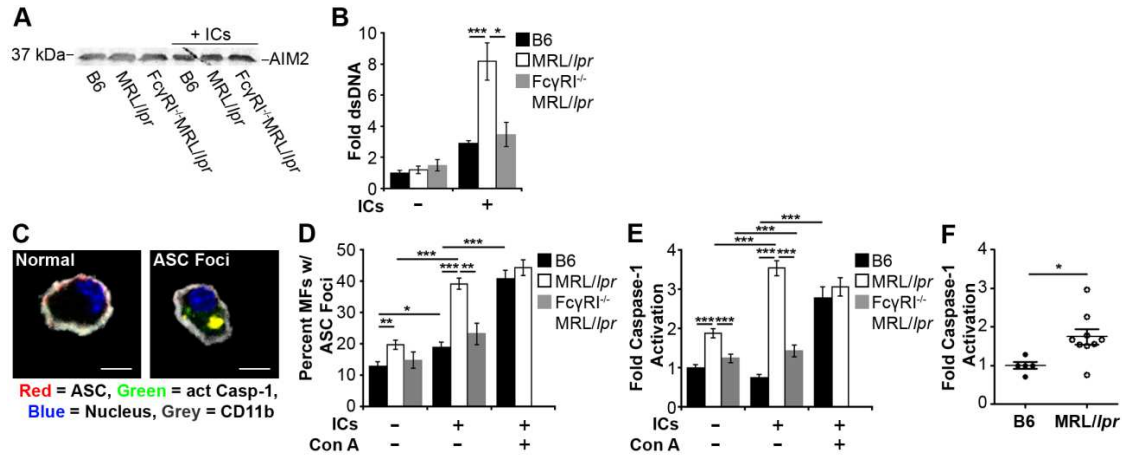 A
+ ICs
37 kDa–
–AIM2
B6
MRL/lpr
FcγRI-/-MRL/lpr
B6
MRL/lpr
FcγRI-/-MRL/lpr
B
Fold dsDNA
10
8
6
4
2
0
*** *
B6
MRL/lpr
FcγRI-/-
MRL/lpr
ICs – +
C
Normal
ASC Foci
Red = ASC, Green = act Casp-1,
Blue = Nucleus, Grey = CD11b
D
Percent MFs w/
ASC Foci
50
40
30
20
10
0
***
***
*** **
*
**
B6
MRL/lpr
FcγRI-/-
MRL/lpr
ICs – + +
Con A – – +
E
Fold Caspase-1
Activation
4
3
2
1
0
***
***
***
*** ***
*** ***
B6
MRL/lpr
FcγRI-/-
MRL/lpr
ICs – + +
Con A – – +
F
Fold Caspase-1
Activation
4
3
2
1
0
*
B6 MRL/lpr